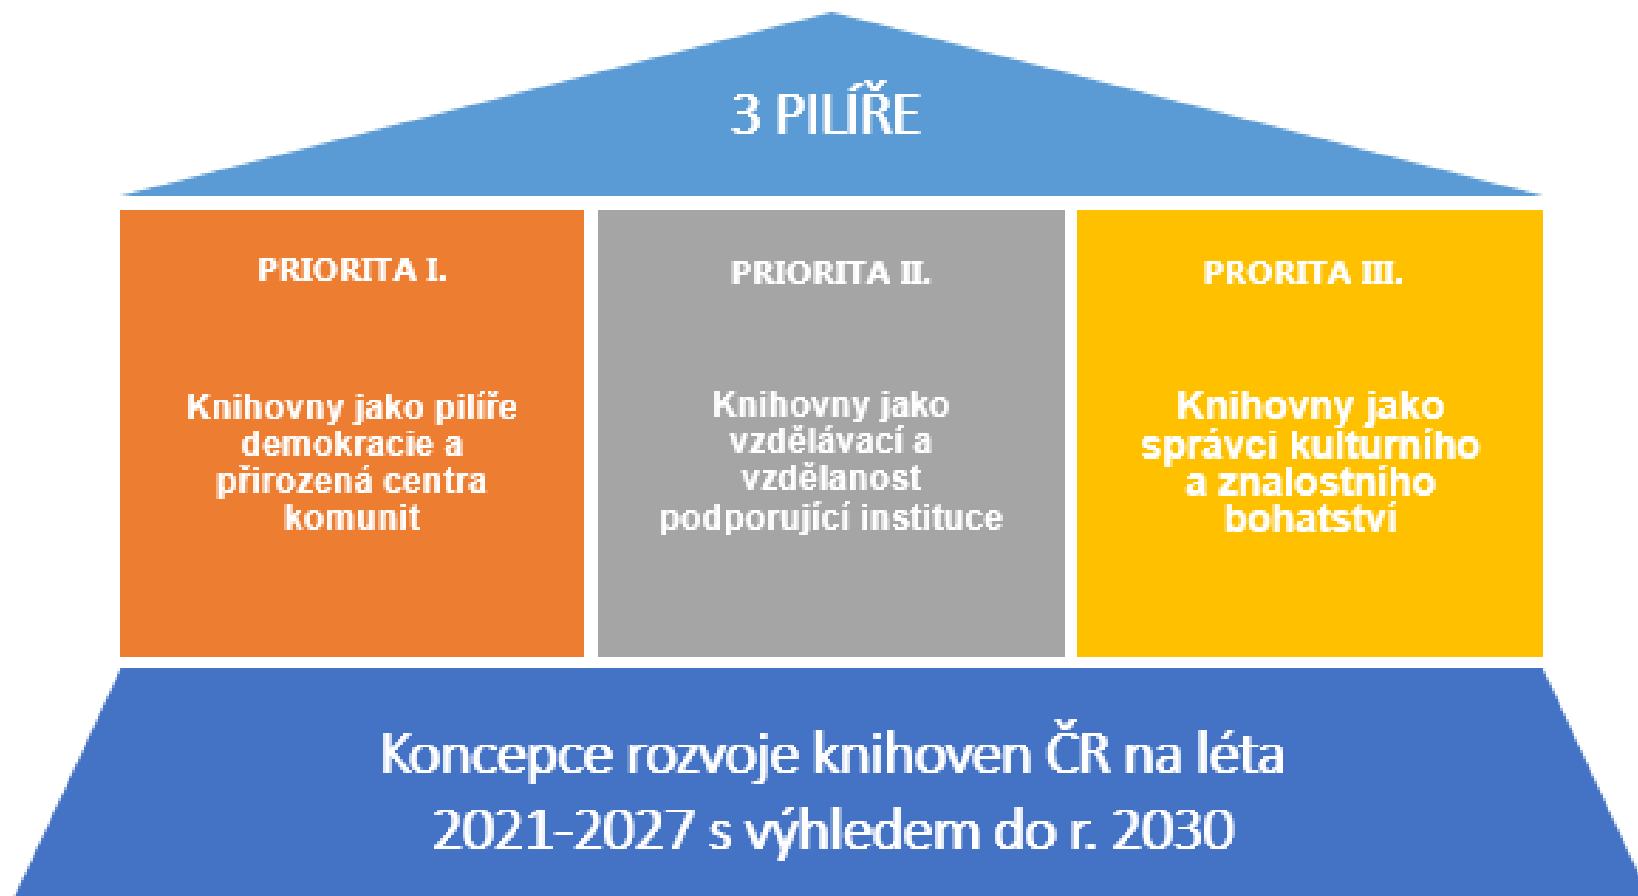 3 PILÍŘE
PRIORITA I.
Knihovny jako pilíře
demokracie a
přirozená centra
komunit
PRIORITA II.
Knihovny jako
vzdělávací a
vzdělanost
podporující instituce
PRORITA III.
Knihovny jako
správci kulturního
a znalostního
bohatství
Koncepce rozvoje knihoven ČR na léta
2021-2027 s výhledem do r. 2030